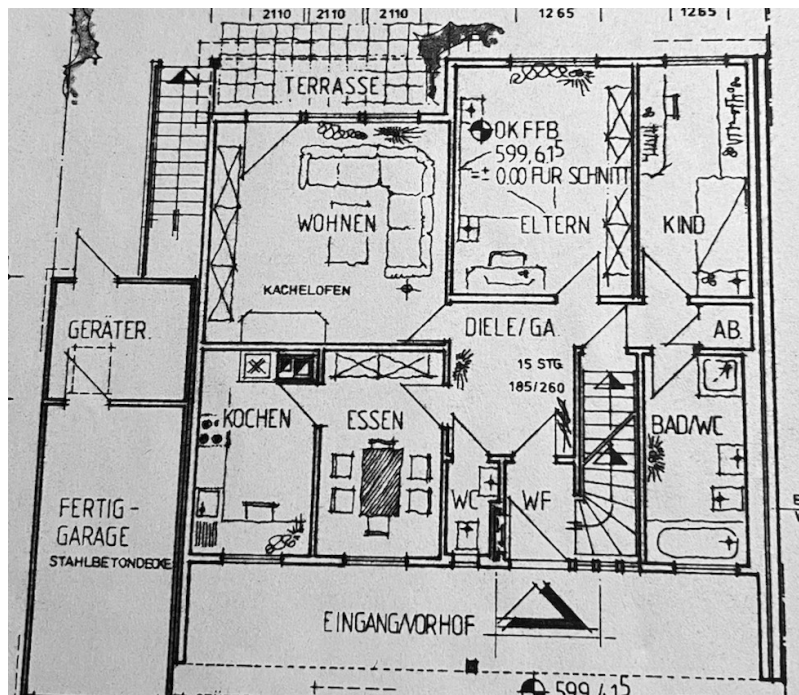 2110 2110 2110 1265 1265
TERRASSE
OKFFB
599,615
=± 0.00 FÜR SCHNITT
WOHNEN
ELTERN
KIND
KACHELOFEN
GERÄTER.
DIELE/GA.
AB.
15 STG
185/260
KOCHEN
ESSEN
BAD/WC
WC
WF
FERTIG-
GARAGE
STAHLBETONDECKE
EINGANG/VORHOF
599,415